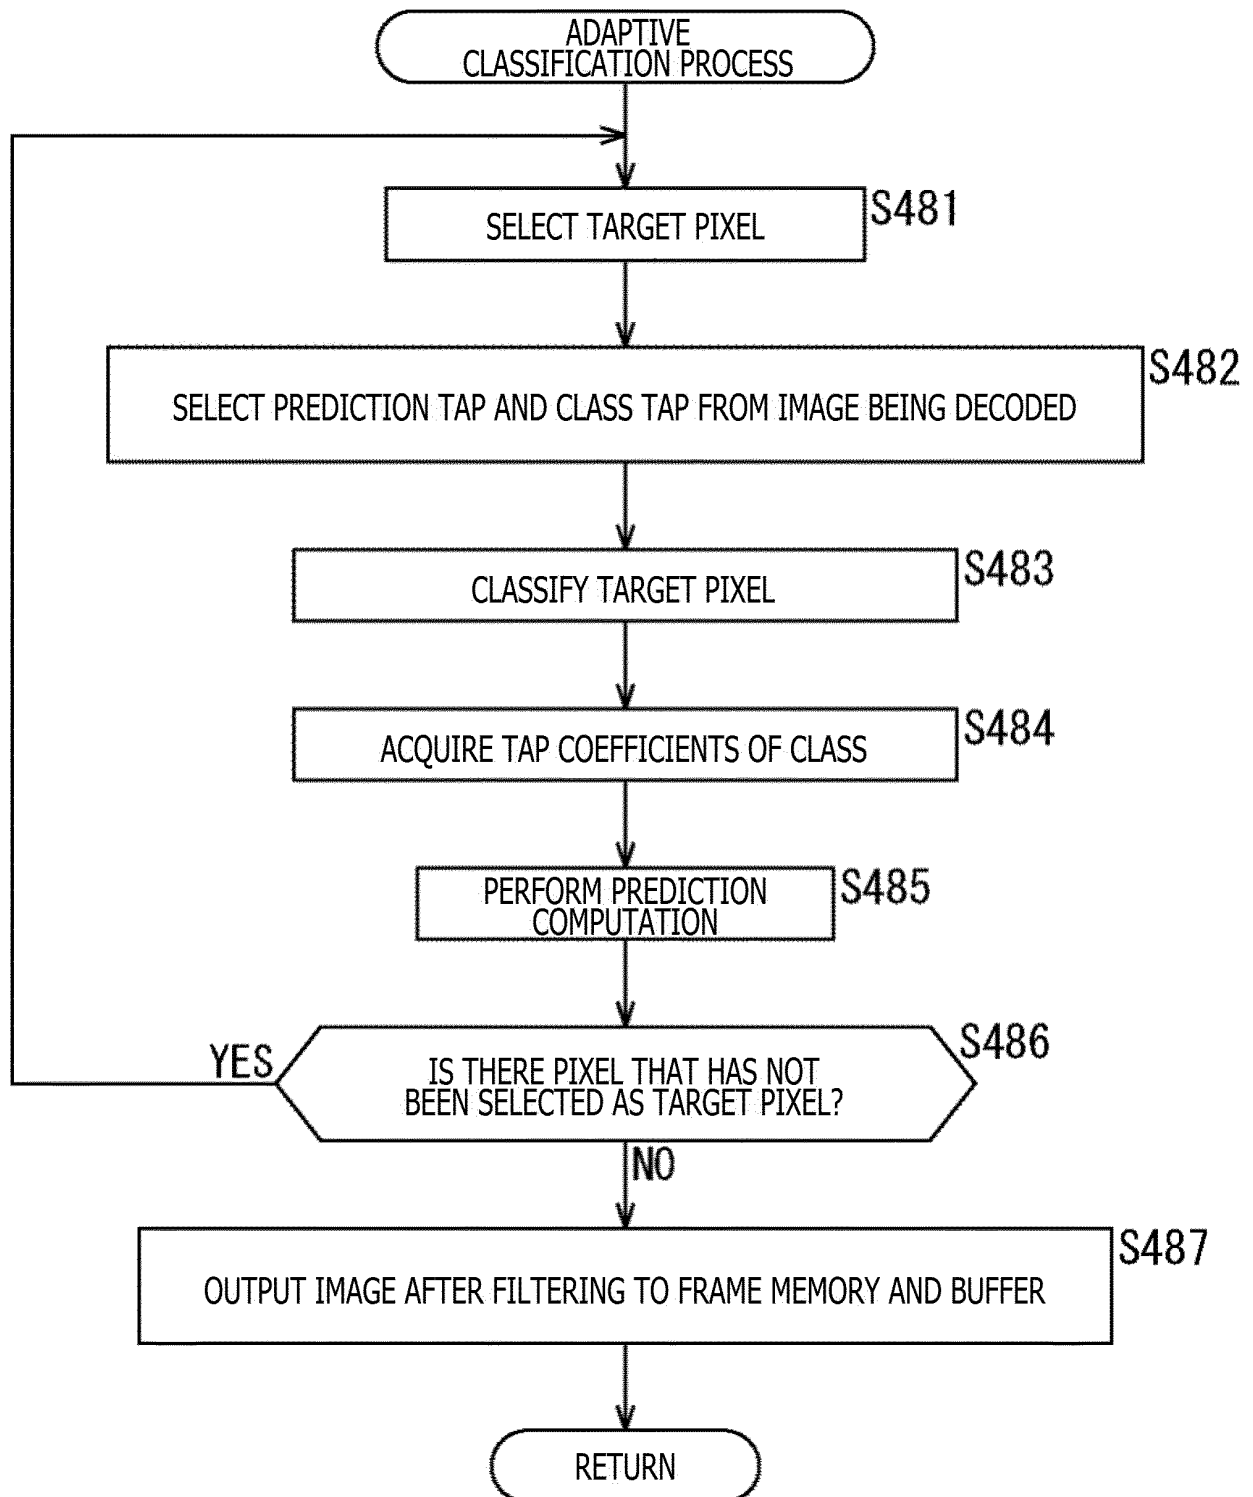 ADAPTIVE
CLASSIFICATION PROCESS
S481
SELECT TARGET PIXEL
S482
SELECT PREDICTION TAP AND CLASS TAP FROM IMAGE BEING DECODED
S483
CLASSIFY TARGET PIXEL
S484
ACQUIRE TAP COEFFICIENTS OF CLASS
S485
PERFORM PREDICTION
COMPUTATION
S486
YES
IS THERE PIXEL THAT HAS NOT
BEEN SELECTED AS TARGET PIXEL?
NO
S487
OUTPUT IMAGE AFTER FILTERING TO FRAME MEMORY AND BUFFER
RETURN